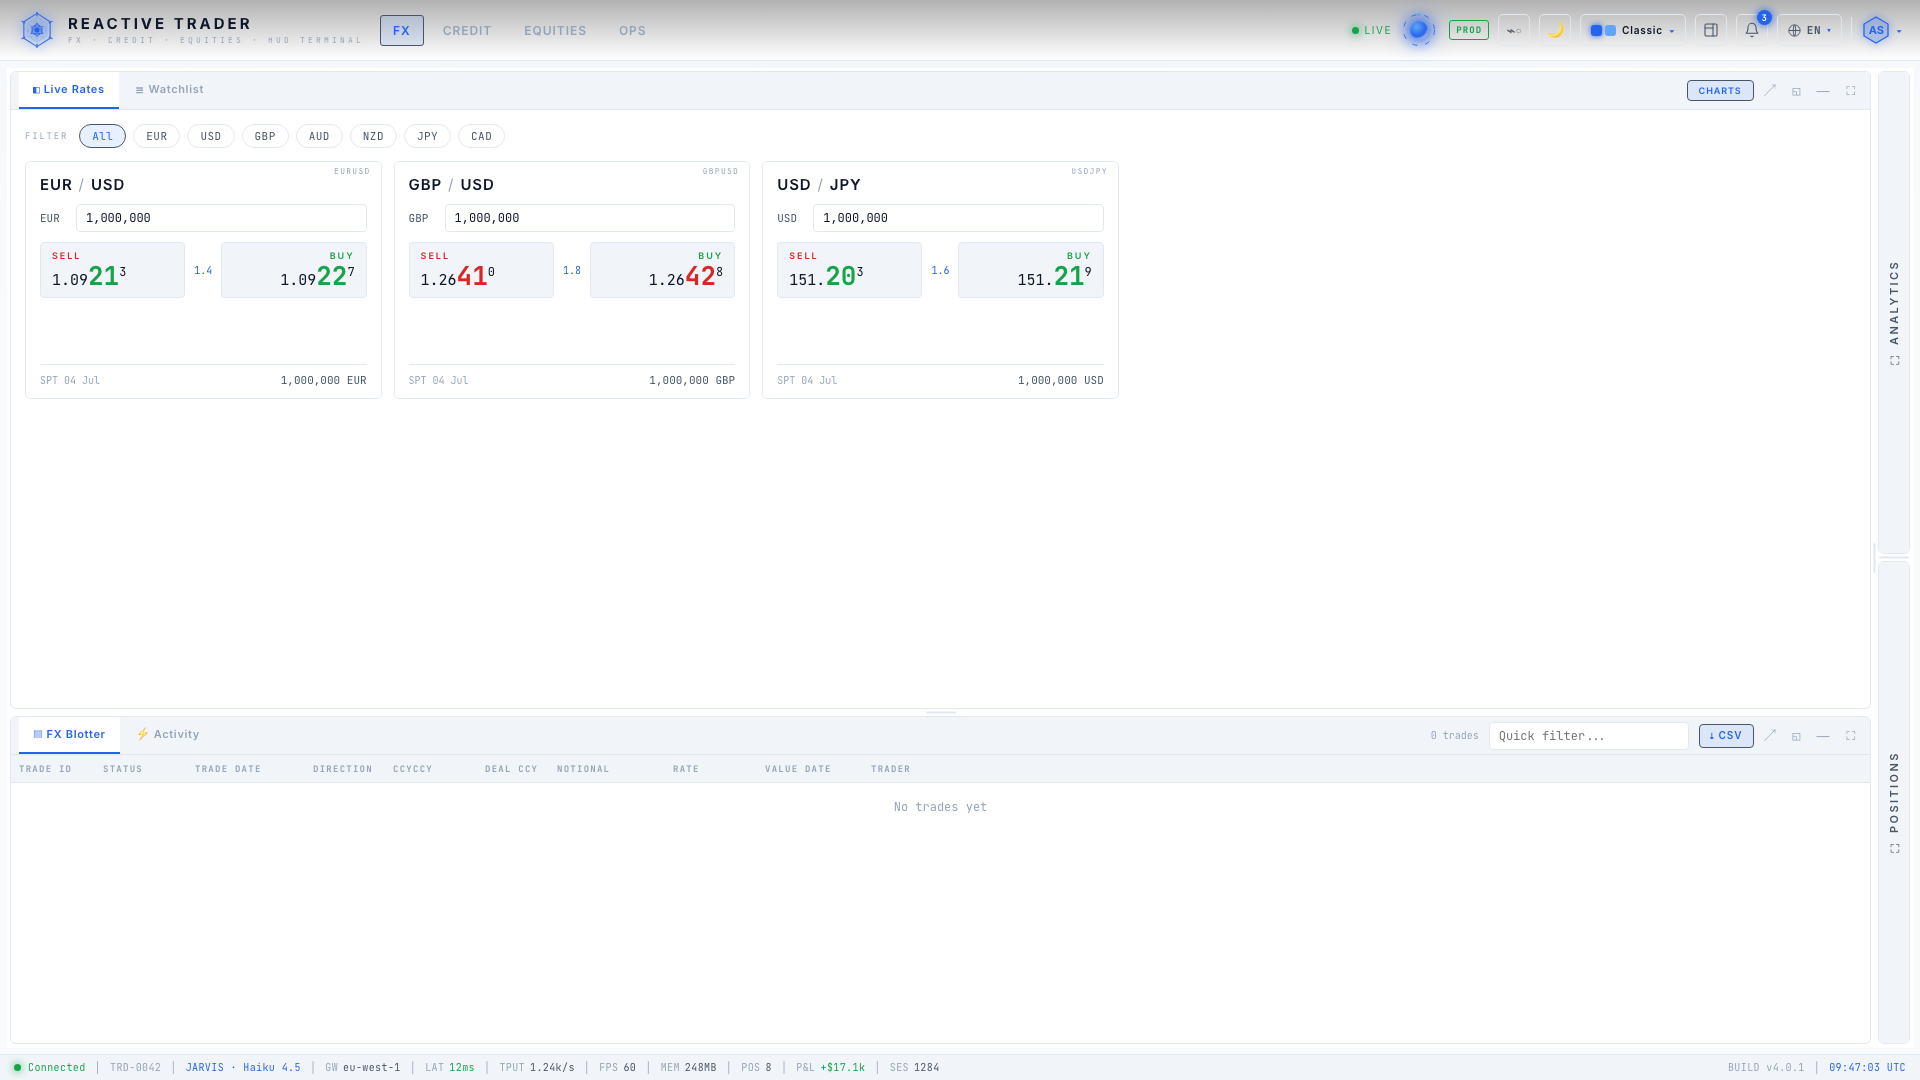 REACTIVE TRADER
FX · CREDIT · EQUITIES · HUD TERMINAL
FX CREDIT EQUITIES OPS
LIVE PROD Classic 3 EN AS
Live Rates Watchlist CHARTS
FILTER All EUR USD GBP AUD NZD JPY CAD
EURUSD
EUR / USD
EUR 1,000,000
SELL BUY
1.09213 1.4 1.09227
SPT 04 Jul 1,000,000 EUR
GBPUSD
GBP / USD
GBP 1,000,000
SELL BUY
1.26410 1.8 1.26428
SPT 04 Jul 1,000,000 GBP
USDJPY
USD / JPY
USD 1,000,000
SELL BUY
151.203 1.6 151.219
SPT 04 Jul 1,000,000 USD
ANALYTICS
POSITIONS
FX Blotter Activity 0 trades Quick filter... ↓ CSV
TRADE ID STATUS TRADE DATE DIRECTION CCYCCY DEAL CCY NOTIONAL RATE VALUE DATE TRADER
No trades yet
Connected TRD-0042 JARVIS · Haiku 4.5 GW eu-west-1 LAT 12ms TPUT 1.24k/s FPS 60 MEM 248MB POS 8 P&L +$17.1k SES 1284 BUILD v4.0.1 09:47:03 UTC